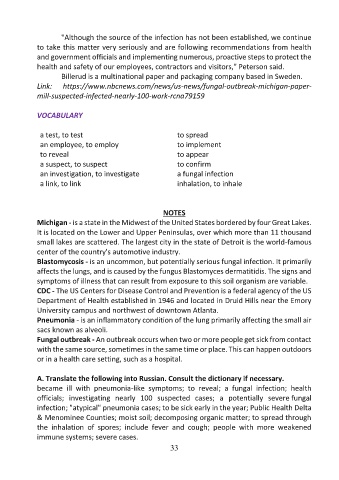 "Although the source of the infection has not been established, we continue
to take this matter very seriously and are following recommendations from health
and government officials and implementing numerous, proactive steps to protect the
health and safety of our employees, contractors and visitors," Peterson said.
Billerud is a multinational paper and packaging company based in Sweden.
Link: https://www.nbcnews.com/news/us-news/fungal-outbreak-michigan-paper-
mill-suspected-infected-nearly-100-work-rcna79159
VOCABULARY
a test, to test
an employee, to employ
to reveal
a suspect, to suspect
an investigation, to investigate
a link, to link
to spread
to implement
to appear
to confirm
a fungal infection
inhalation, to inhale
NOTES
Michigan - is a state in the Midwest of the United States bordered by four Great Lakes.
It is located on the Lower and Upper Peninsulas, over which more than 11 thousand
small lakes are scattered. The largest city in the state of Detroit is the world-famous
center of the country's automotive industry.
Blastomycosis - is an uncommon, but potentially serious fungal infection. It primarily
affects the lungs, and is caused by the fungus Blastomyces dermatitidis. The signs and
symptoms of illness that can result from exposure to this soil organism are variable.
CDC - The US Centers for Disease Control and Prevention is a federal agency of the US
Department of Health established in 1946 and located in Druid Hills near the Emory
University campus and northwest of downtown Atlanta.
Pneumonia - is an inflammatory condition of the lung primarily affecting the small air
sacs known as alveoli.
Fungal outbreak - An outbreak occurs when two or more people get sick from contact
with the same source, sometimes in the same time or place. This can happen outdoors
or in a health care setting, such as a hospital.
A. Translate the following into Russian. Consult the dictionary if necessary.
became ill with pneumonia-like symptoms; to reveal; a fungal infection; health
officials; investigating nearly 100 suspected cases; a potentially severe fungal
infection; "atypical" pneumonia cases; to be sick early in the year; Public Health Delta
& Menominee Counties; moist soil; decomposing organic matter; to spread through
the inhalation of spores; include fever and cough; people with more weakened
immune systems; severe cases.
33